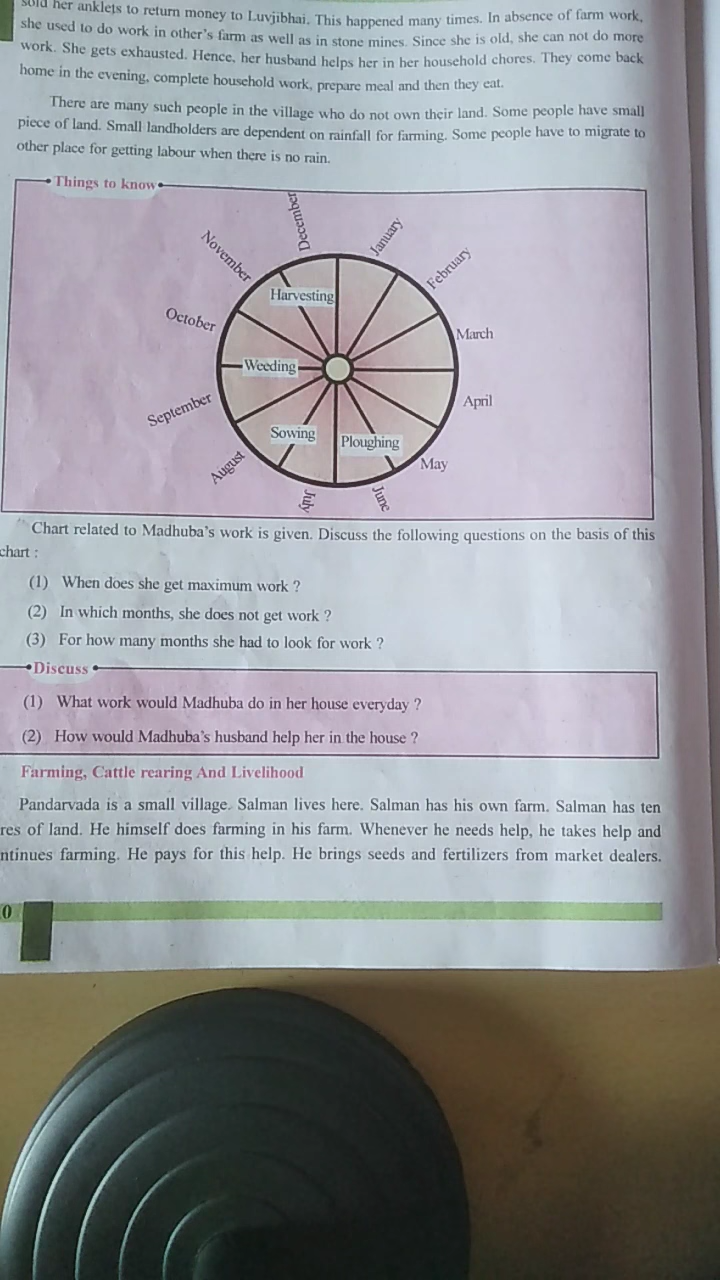 sold her anklets to return money to Luvjibhai. This happened many times. In absence of farm work,
she used to do work in other's farm as well as in stone mines. Since she is old, she can not do more
work. She gets exhausted. Hence, her husband helps her in her household chores. They come back
home in the evening, complete household work, prepare meal and then they eat.
There are many such people in the village who do not own their land. Some people have small
piece of land. Small landholders are dependent on rainfall for farming. Some people have to migrate to
other place for getting labour when there is no rain.
Things to know
December
January
November
February
Harvesting
October
March
Weeding
September
April
Sowing
Ploughing
August
May
July
June
Chart related to Madhuba's work is given. Discuss the following questions on the basis of this
chart :
(1) When does she get maximum work ?
(2) In which months, she does not get work ?
(3) For how many months she had to look for work ?
Discuss
(1) What work would Madhuba do in her house everyday ?
(2) How would Madhuba's husband help her in the house ?
Farming, Cattle rearing And Livelihood
Pandarvada is a small village. Salman lives here. Salman has his own farm. Salman has ten
res of land. He himself does farming in his farm. Whenever he needs help, he takes help and
ntinues farming. He pays for this help. He brings seeds and fertilizers from market dealers.
0